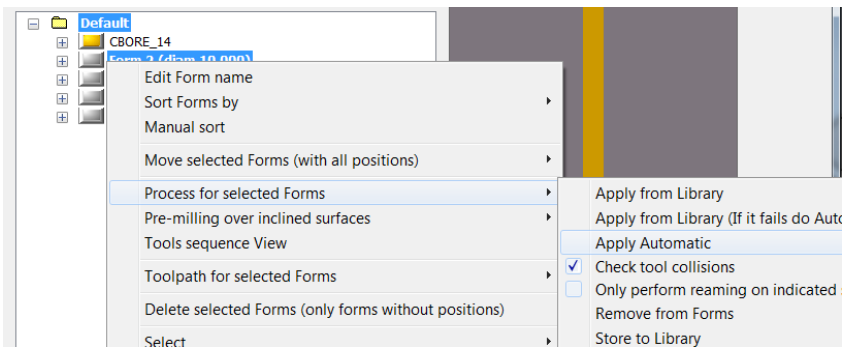 Default
CBORE_14
Form 2 (diam 10.000)
Edit Form name
Sort Forms by
Manual sort
Move selected Forms (with all positions)
Process for selected Forms
Pre-milling over inclined surfaces
Tools sequence View
Toolpath for selected Forms
Delete selected Forms (only forms without positions)
Select
Apply from Library
Apply from Library (If it fails do Auto
Apply Automatic
Check tool collisions
Only perform reaming on indicated
Remove from Forms
Store to Library